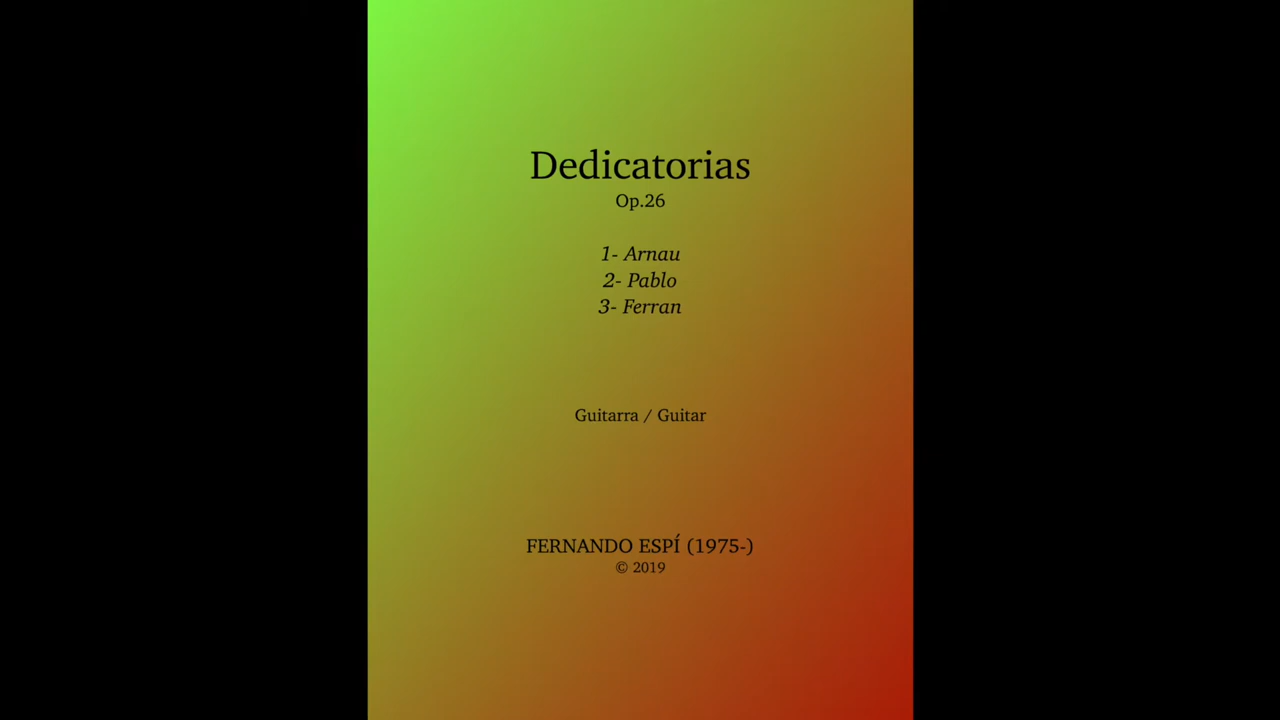 Dedicatorias
Op.26
1- Arnau
2- Pablo
3- Ferran
Guitarra / Guitar
FERNANDO ESPÍ (1975-)
© 2019